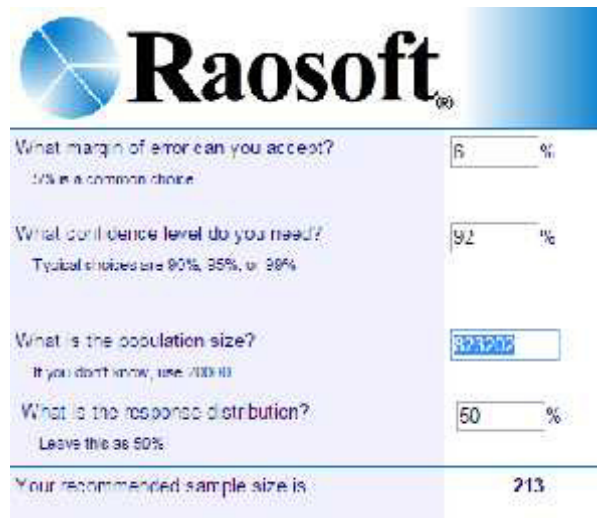 Raosoft®
What margin of error can you accept? 6 %
5% is a common choice
What confidence level do you need? 92 %
Typical choices are 90%, 95%, or 99%
What is the population size? 823202
If you don't know, use 20000
What is the response distribution? 50 %
Leave this as 50%
Your recommended sample size is 213